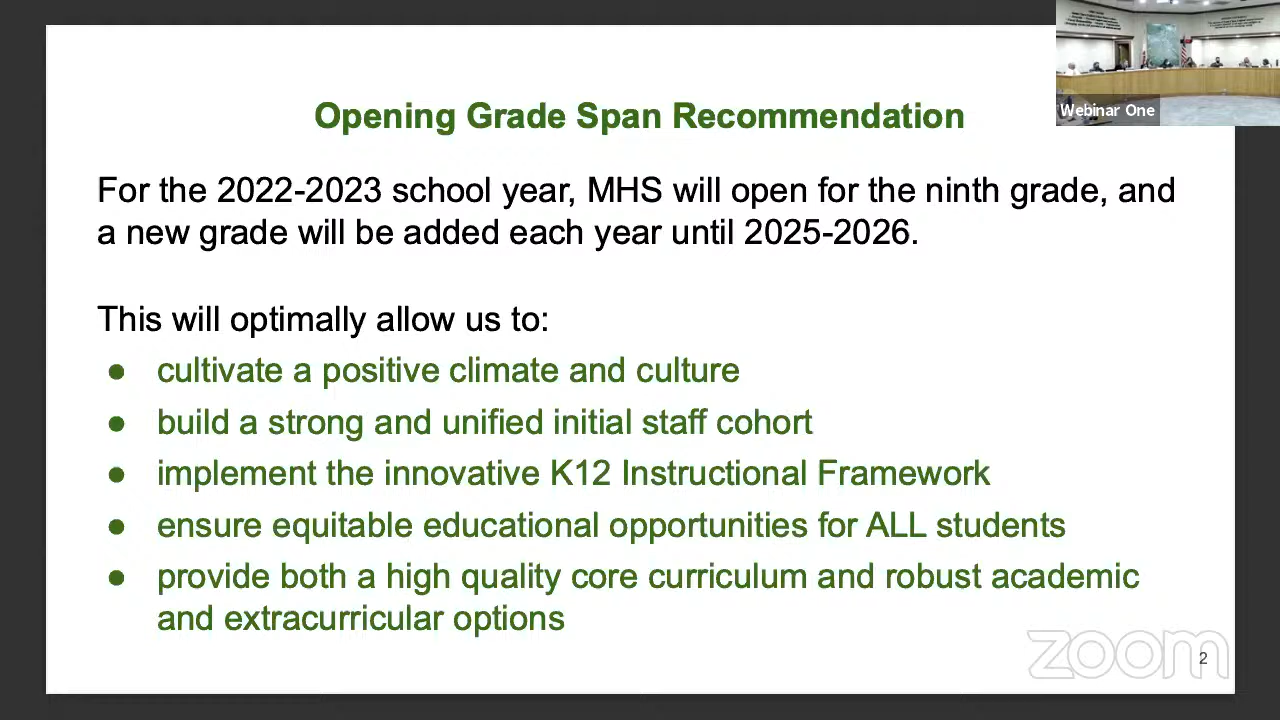 Opening Grade Span Recommendation
Webinar One
For the 2022-2023 school year, MHS will open for the ninth grade, and
a new grade will be added each year until 2025-2026.
This will optimally allow us to:
● cultivate a positive climate and culture
● build a strong and unified initial staff cohort
● implement the innovative K12 Instructional Framework
● ensure equitable educational opportunities for ALL students
● provide both a high quality core curriculum and robust academic
and extracurricular options
zoom
2